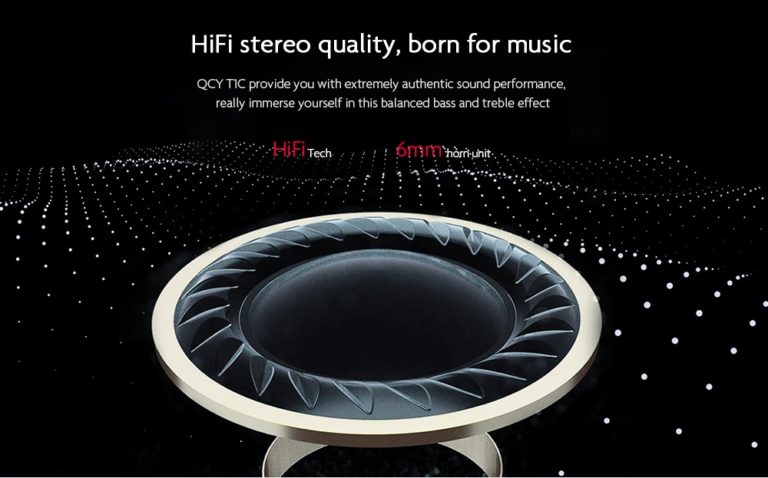 HiFi stereo quality, born for music
QCY T1C provide you with extremely authentic sound performance,
really immerse yourself in this balanced bass and treble effect
HiFi Tech 6mm horn unit